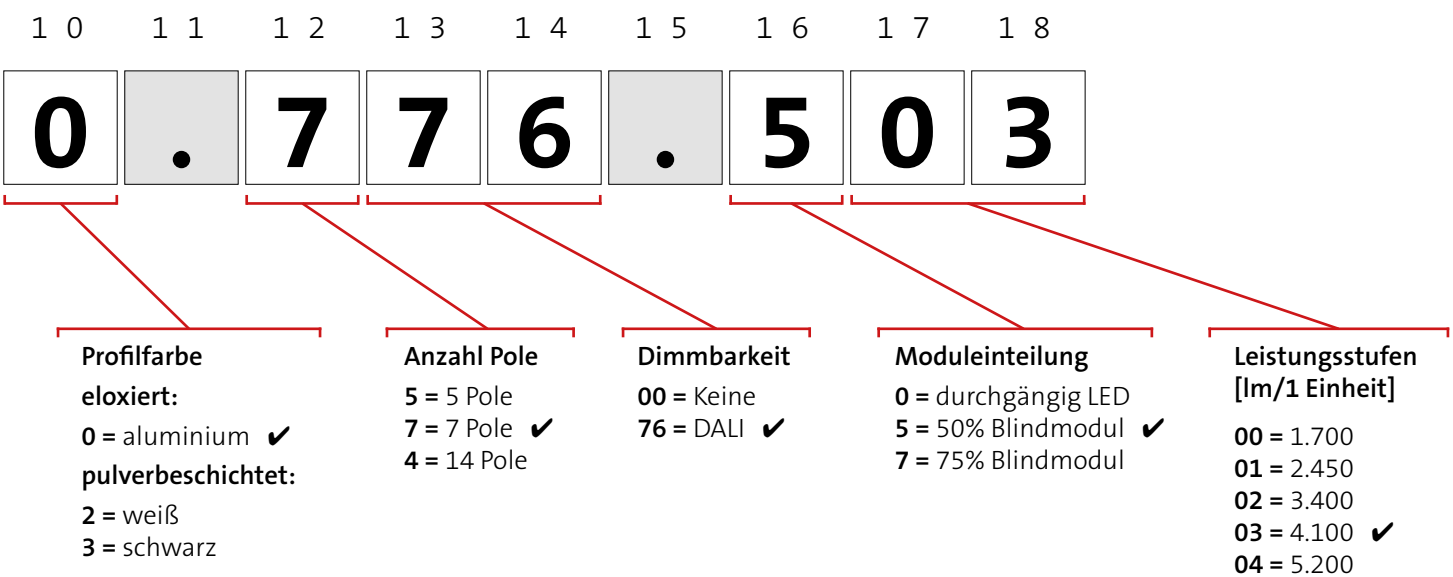 10 11 12 13 14 15 16 17 18
0 . 7 7 6 . 5 0 3
Profilfarbe
eloxiert:
0 = aluminium ✔
pulverbeschichtet:
2 = weiß
3 = schwarz
Anzahl Pole
5 = 5 Pole
7 = 7 Pole ✔
4 = 14 Pole
Dimmbarkeit
00 = Keine
76 = DALI ✔
Moduleinteilung
0 = durchgängig LED
5 = 50% Blindmodul ✔
7 = 75% Blindmodul
Leistungsstufen
[lm/1 Einheit]
00 = 1.700
01 = 2.450
02 = 3.400
03 = 4.100 ✔
04 = 5.200